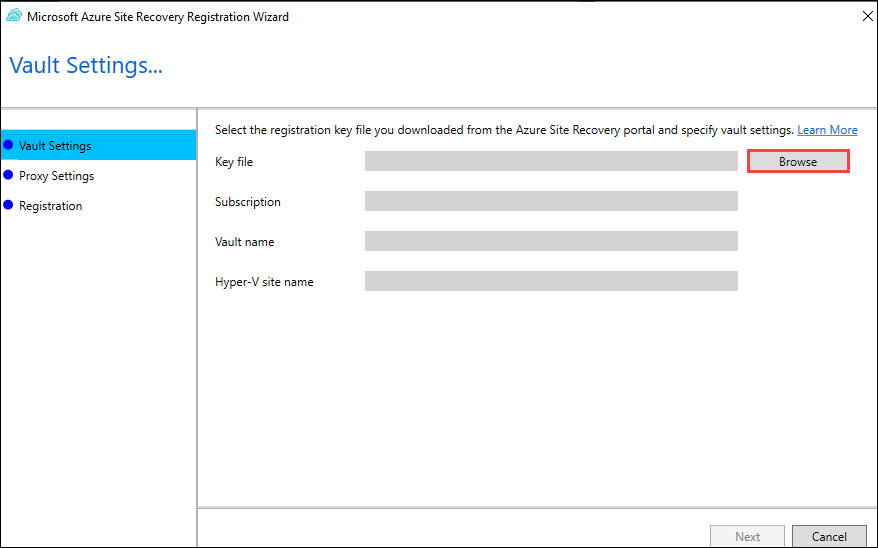 Microsoft Azure Site Recovery Registration Wizard
Vault Settings...
Vault Settings
Proxy Settings
Registration
Select the registration key file you downloaded from the Azure Site Recovery portal and specify vault settings. Learn More
Key file
Browse
Subscription
Vault name
Hyper-V site name
Next
Cancel